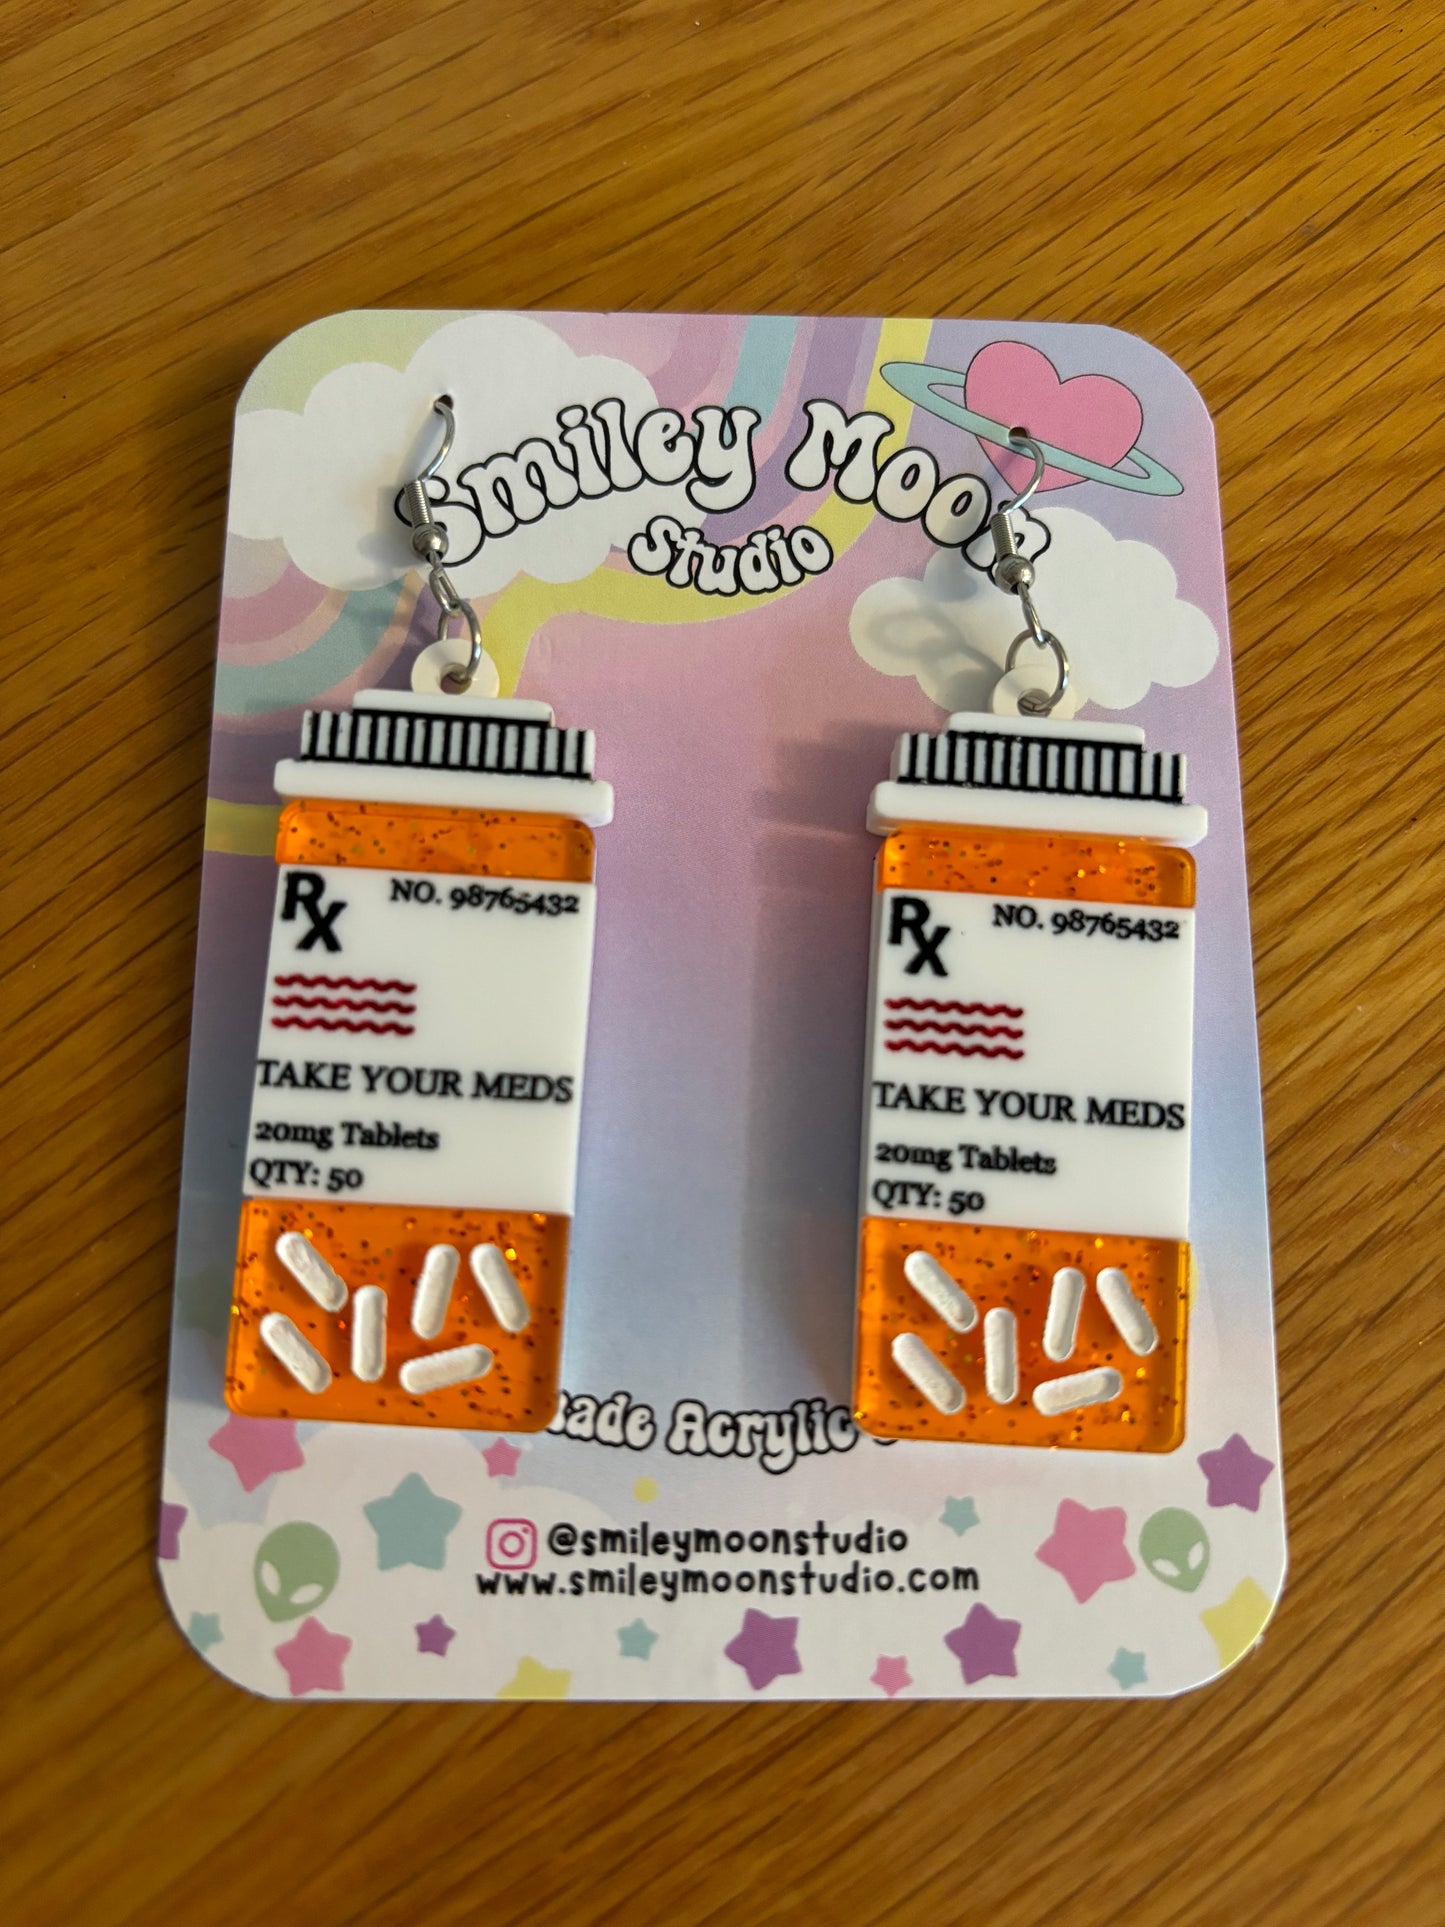 Smiley Moon
Studio
Rx NO. 98765432
TAKE YOUR MEDS
20mg Tablets
QTY: 50
Rx NO. 98765432
TAKE YOUR MEDS
20mg Tablets
QTY: 50
Acrylic
@smileymoonstudio
www.smileymoonstudio.com